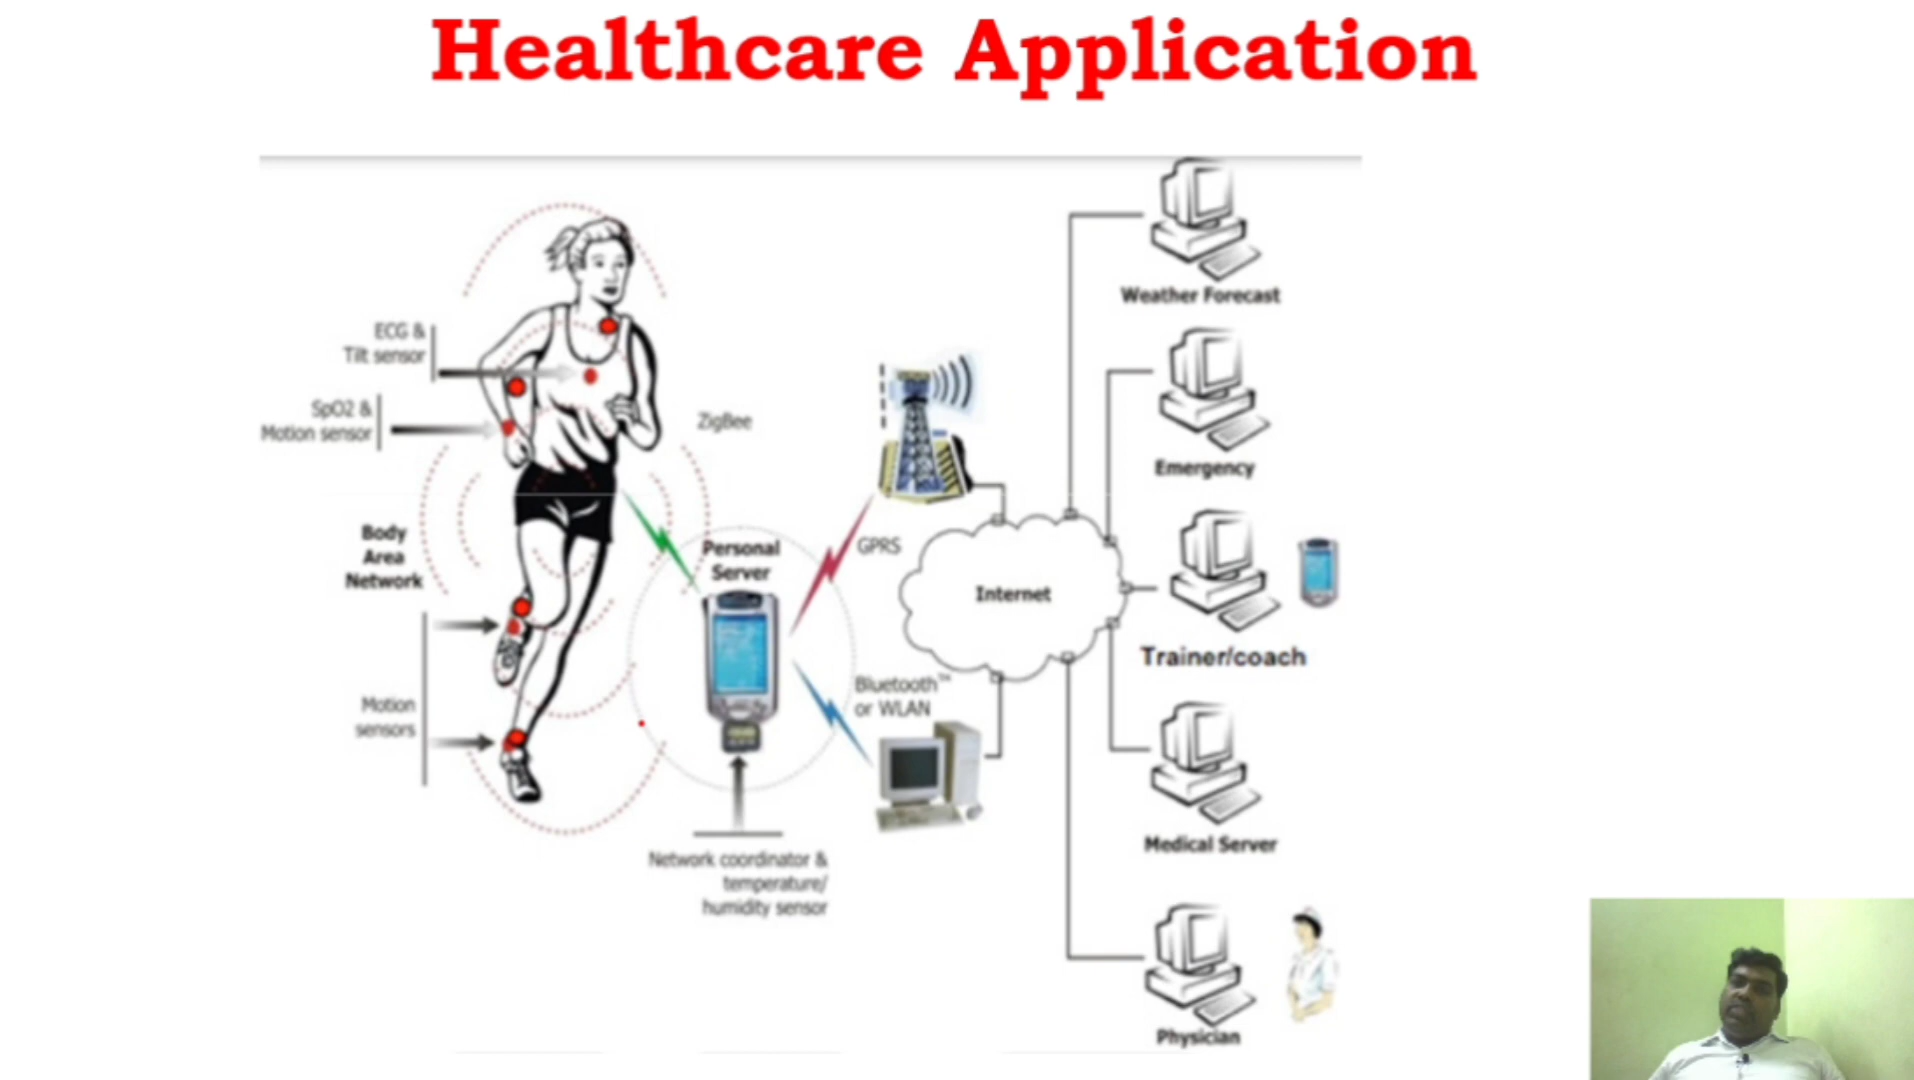 Healthcare Application
ECG &
Tilt sensor
SpO2 &
Motion sensor
Body
Area
Network
Motion
sensors
ZigBee
Personal
Server
Network coordinator &
temperature/
humidity sensor
GPRS
Bluetooth™
or WLAN
Internet
Weather Forecast
Emergency
Trainer/coach
Medical Server
Physician